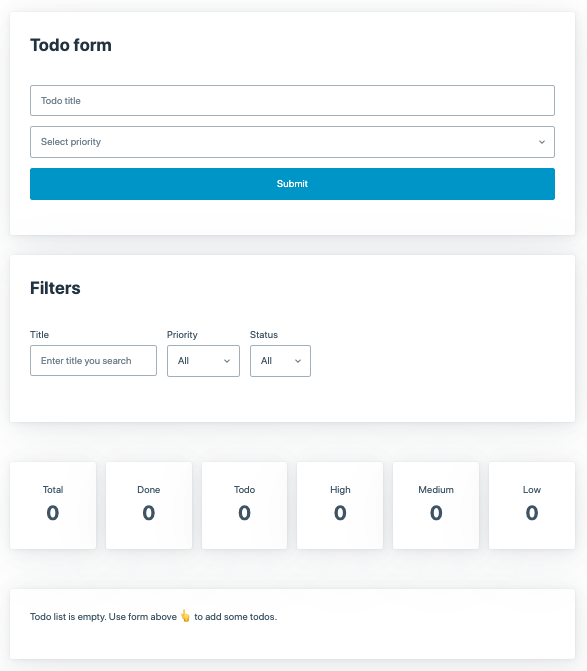 Todo form
Todo title
Select priority
Submit
Filters
Title Priority Status
Enter title you search All All
Total Done Todo High Medium Low
0 0 0 0 0 0
Todo list is empty. Use form above 👆 to add some todos.